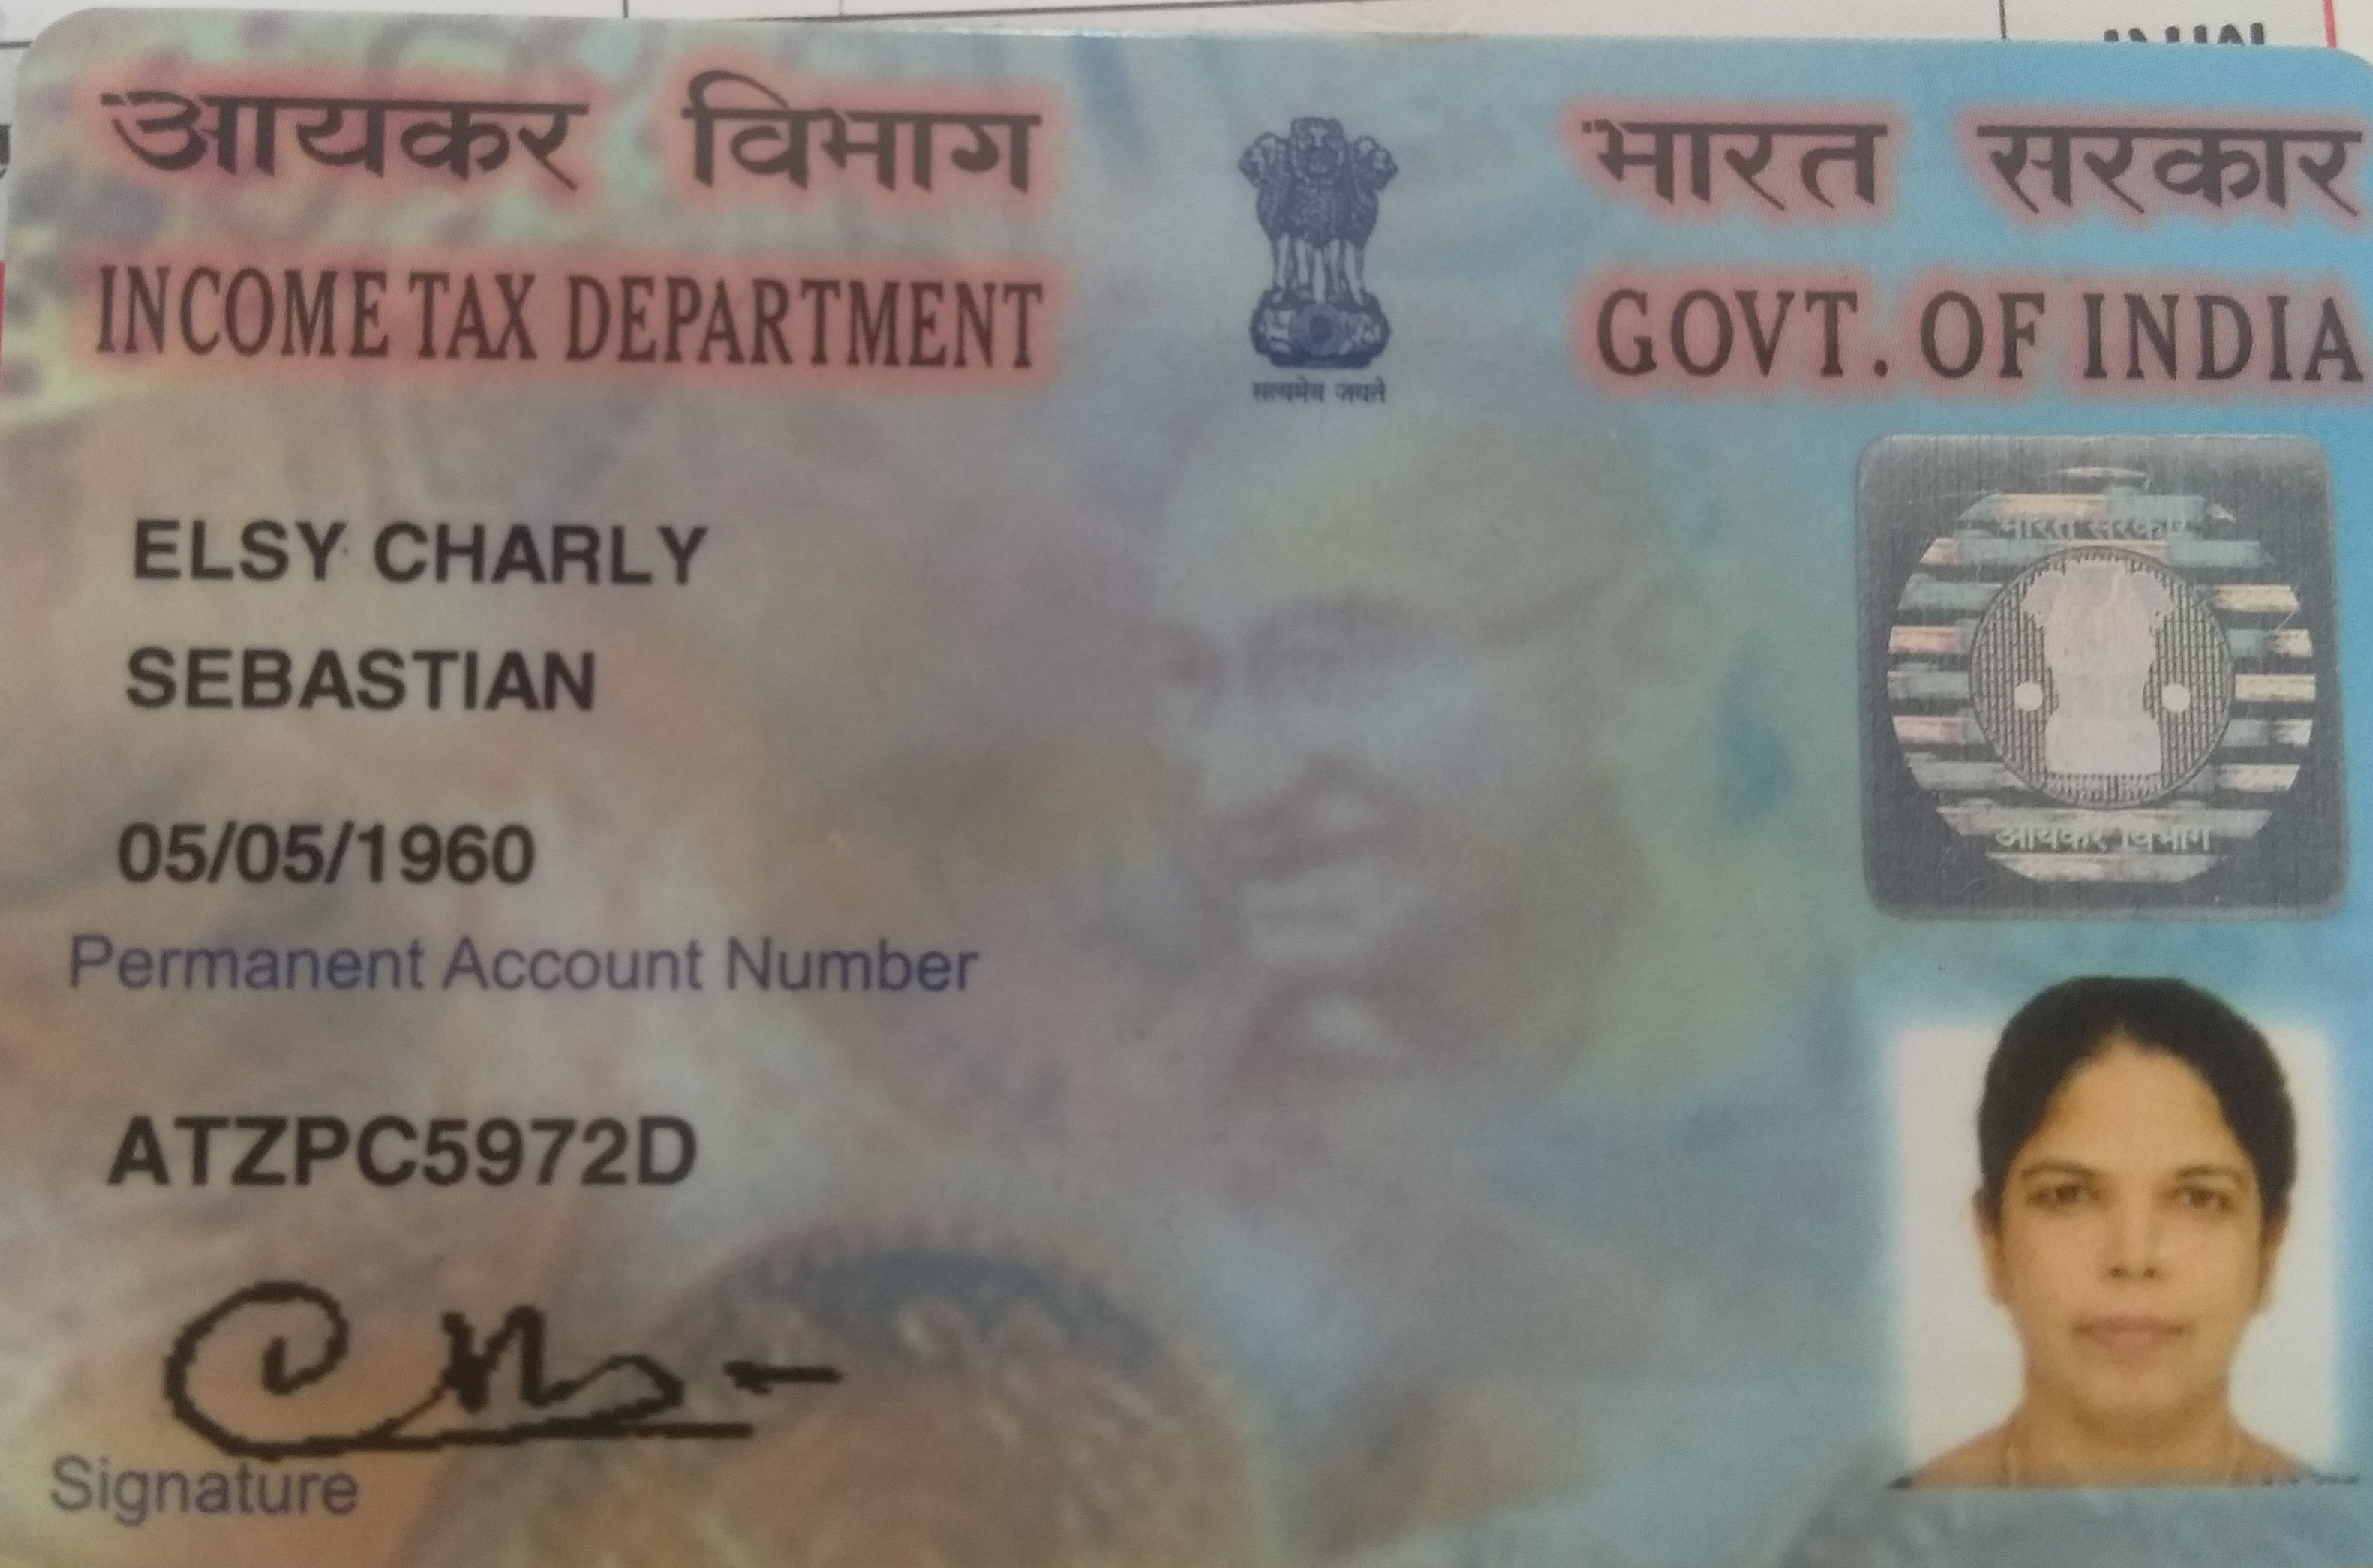 आयकर विभाग
INCOME TAX DEPARTMENT
सत्यमेव जयते
भारत सरकार
GOVT. OF INDIA
ELSY CHARLY
SEBASTIAN
05/05/1960
Permanent Account Number
ATZPC5972D
Signature
भारत सरकार
आयकर विभाग